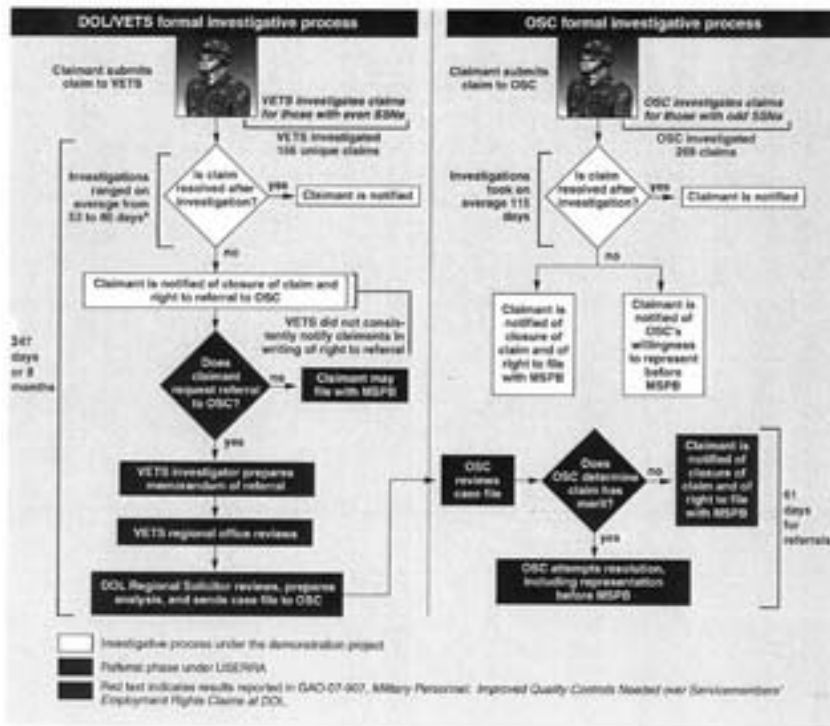 DOL/VETS formal investigative process
Claimant submits
claim to VETS
VETS investigates claims
for those with even SSNs
VETS investigated
166 unique claims
Investigations
ranged on
average from
53 to 86 days
Is claim
resolved after
investigation?
yes
Claimant is notified
no
Claimant is notified of closure of claim and
right to referral to OSC
VETS did not consis-
tently notify claimants in
writing of right to referral
247
days
or 8
months
Does
claimant
request referral
to OSC?
no
Claimant may
file with MSPB
yes
VETS investigator prepares
memorandum of referral
VETS regional office reviews
DOL Regional Solicitor reviews, prepares
analysis, and sends case file to OSC
OSC formal investigative process
Claimant submits
claim to OSC
OSC investigates claims
for those with odd SSNs
OSC investigated
269 claims
Investigations
took on
average 115
days
Is claim
resolved after
investigation?
yes
Claimant is notified
no
Claimant is
notified of
closure of
claim and of
right to file
with MSPB
Claimant is
notified of
OSC's
willingness
to represent
before
MSPB
OSC
reviews
case file
Does
OSC determine
claim has
merit?
no
Claimant is
notified of
closure of
claim and of
right to file
with MSPB
61
days
for
referrals
yes
OSC attempts resolution,
including representation
before MSPB
Investigative process under the demonstration project
Referral phase under USERRA
Red text indicates results reported in GAO-07-907, Military Personnel: Improved Quality Controls Needed over Servicemembers'
Employment Rights Claims at DOL.